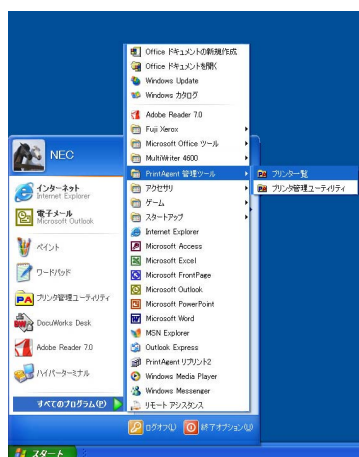 Office ドキュメントの新規作成
Office ドキュメントを開く
Windows Update
Windows カタログ
Adobe Reader 7.0
Fuji Xerox
Microsoft Office ツール
MultiWriter 4600
PrintAgent 管理ツール
プリンタ一覧
プリンタ管理ユーティリティ
アクセサリ
ゲーム
スタートアップ
Internet Explorer
Microsoft Access
Microsoft Excel
Microsoft FrontPage
Microsoft Outlook
Microsoft PowerPoint
Microsoft Word
MSN Explorer
Outlook Express
PrintAgent リプリント2
Windows Media Player
Windows Messenger
リモート アシスタンス
NEC
インターネット
Internet Explorer
電子メール
Microsoft Outlook
ペイント
ワードパッド
プリンタ管理ユーティリティ
DocuWorks Desk
Adobe Reader 7.0
ハイパーターミナル
すべてのプログラム(P)
ログオフ(L)
終了オプション(U)
スタート